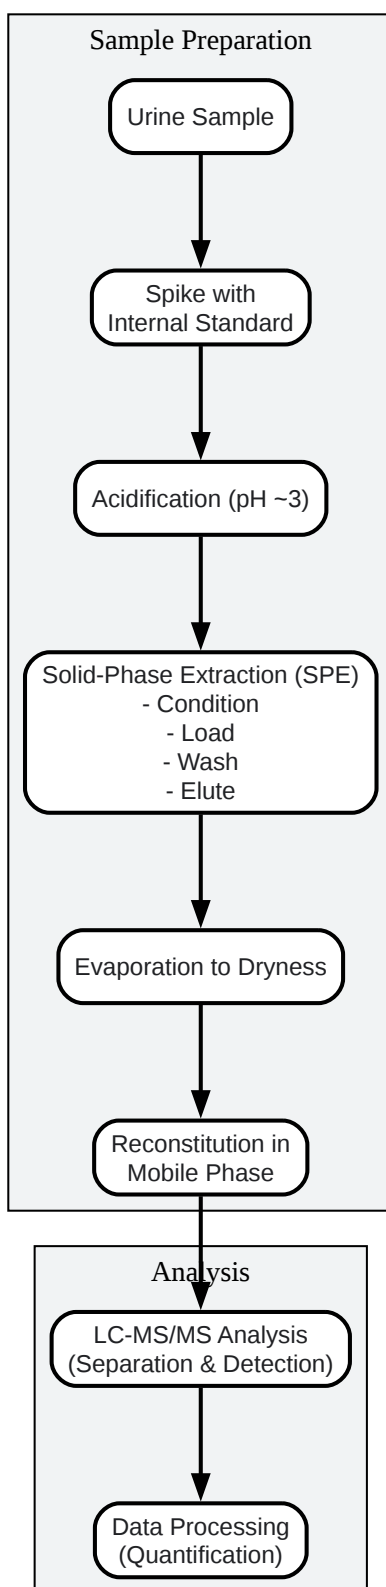 Sample Preparation
Urine Sample
Spike with
Internal Standard
Acidification (pH ~3)
Solid-Phase Extraction (SPE)
- Condition
- Load
- Wash
- Elute
Evaporation to Dryness
Reconstitution in
Mobile Phase
Analysis
LC-MS/MS Analysis
(Separation & Detection)
Data Processing
(Quantification)